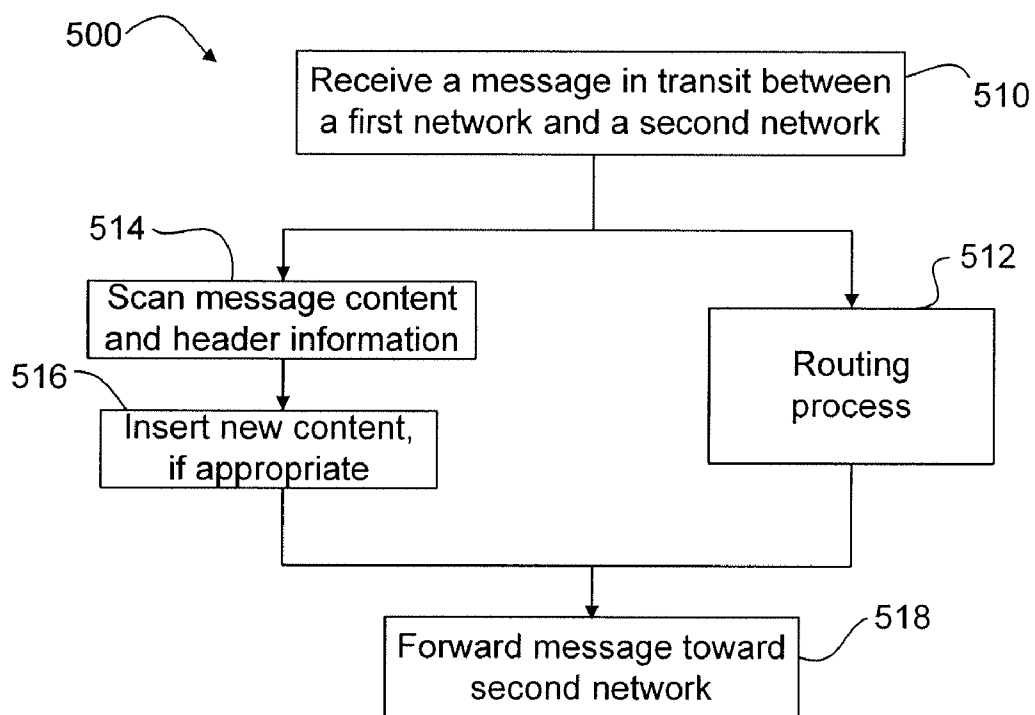 500
Receive a message in transit between
a first network and a second network
510
514
Scan message content
and header information
512
Routing
process
516
Insert new content,
if appropriate
Forward message toward
second network
518